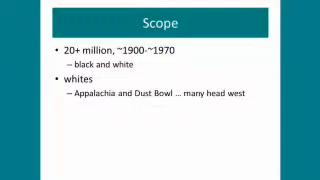 Scope
• 20+ million, ~1900-~1970
– black and white
• whites
– Appalachia and Dust Bowl … many head west